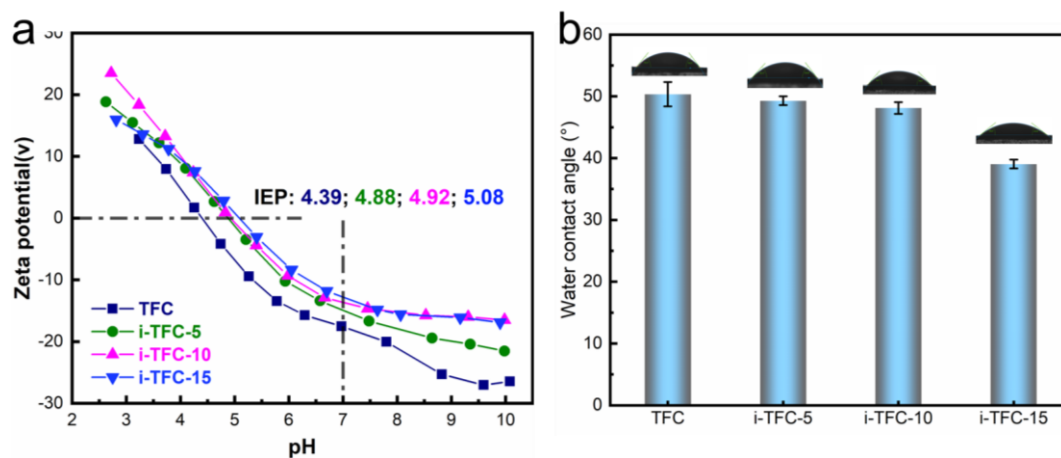 a
30
20
10
0
-10
-20
-30
Zeta potential(v)
IEP: 4.39; 4.88; 4.92; 5.08
TFC
i-TFC-5
i-TFC-10
i-TFC-15
2 3 4 5 6 7 8 9 10
pH
b
60
50
40
30
20
10
0
Water contact angle (°)
TFC i-TFC-5 i-TFC-10 i-TFC-15